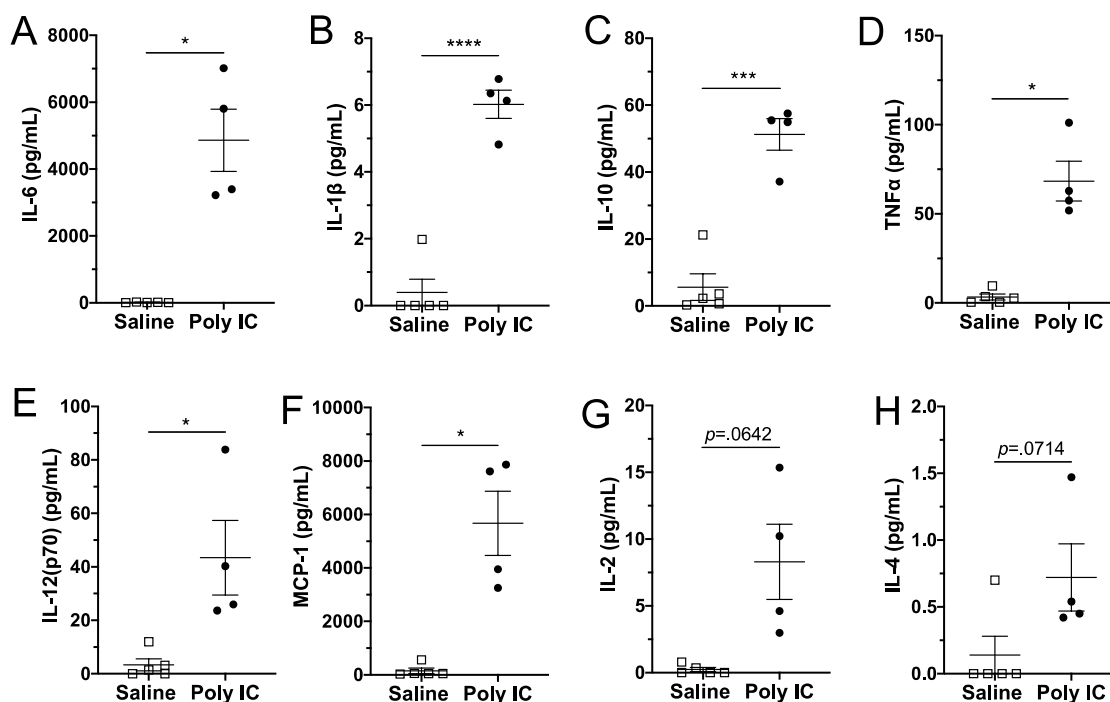 A
IL-6 (pg/mL)
8000
6000
4000
2000
0
*
Saline Poly IC
B
IL-1β (pg/mL)
8
6
4
2
0
****
Saline Poly IC
C
IL-10 (pg/mL)
80
60
40
20
0
***
Saline Poly IC
D
TNFα (pg/mL)
150
100
50
0
*
Saline Poly IC
E
IL-12(p70) (pg/mL)
100
80
60
40
20
0
*
Saline Poly IC
F
MCP-1 (pg/mL)
10000
8000
6000
4000
2000
0
*
Saline Poly IC
G
IL-2 (pg/mL)
20
15
10
5
0
p=.0642
Saline Poly IC
H
IL-4 (pg/mL)
2.0
1.5
1.0
0.5
0.0
p=.0714
Saline Poly IC